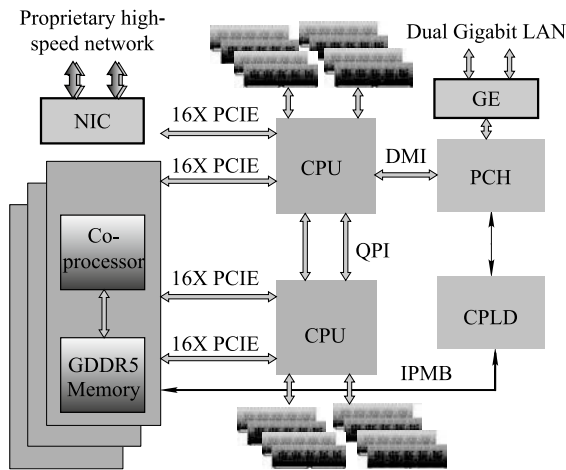 Proprietary high-
speed network
Dual Gigabit LAN
NIC
16X PCIE
GE
16X PCIE
CPU
DMI
PCH
Co-
processor
QPI
16X PCIE
CPU
CPLD
16X PCIE
GDDR5
Memory
IPMB